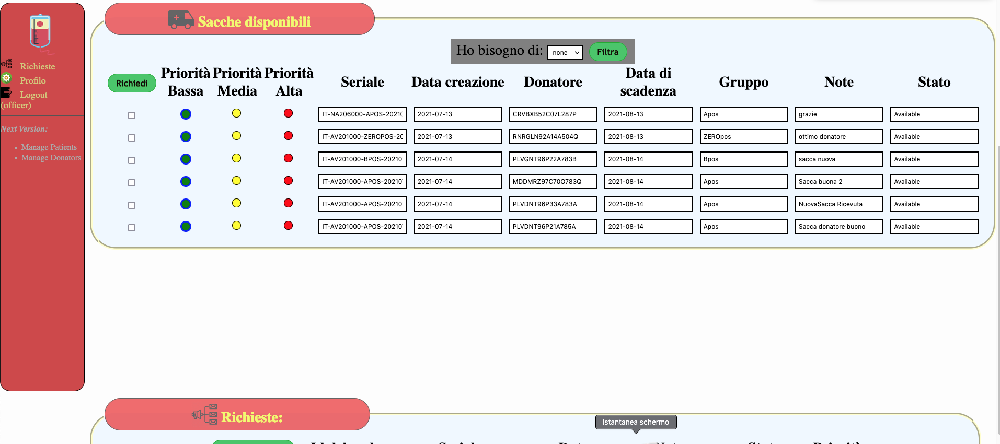 Richieste
Profilo
Logout
(officer)
Next Version:
Manage Patients
Manage Donators
Sacche disponibili
Ho bisogno di: none Filtra
Richiedi Priorità Bassa Priorità Media Priorità Alta Seriale Data creazione Donatore Data di scadenza Gruppo Note Stato
IT-NA206000-APOS-2021 2021-07-13 CRVBXB52C07L287P 2021-08-13 Apos grazie Available
IT-AV201000-ZEROPOS-20 2021-07-13 RNRGLN92A14A504Q 2021-08-13 ZEROpos ottimo donatore Available
IT-AV201000-BPOS-20210 2021-07-14 PLVGNT96P22A783B 2021-08-14 Bpos sacca nuova Available
IT-AV201000-APOS-20210 2021-07-14 MDDMRZ97C70O783Q 2021-08-14 Apos Sacca buona 2 Available
IT-AV201000-APOS-20210 2021-07-14 PLVDNT96P33A783A 2021-08-14 Apos NuovaSacca Ricevuta Available
IT-AV201000-APOS-20210 2021-07-14 PLVDNT96P21A785A 2021-08-14 Apos Sacca donatore buono Available
Richieste:
Istantanea schermo